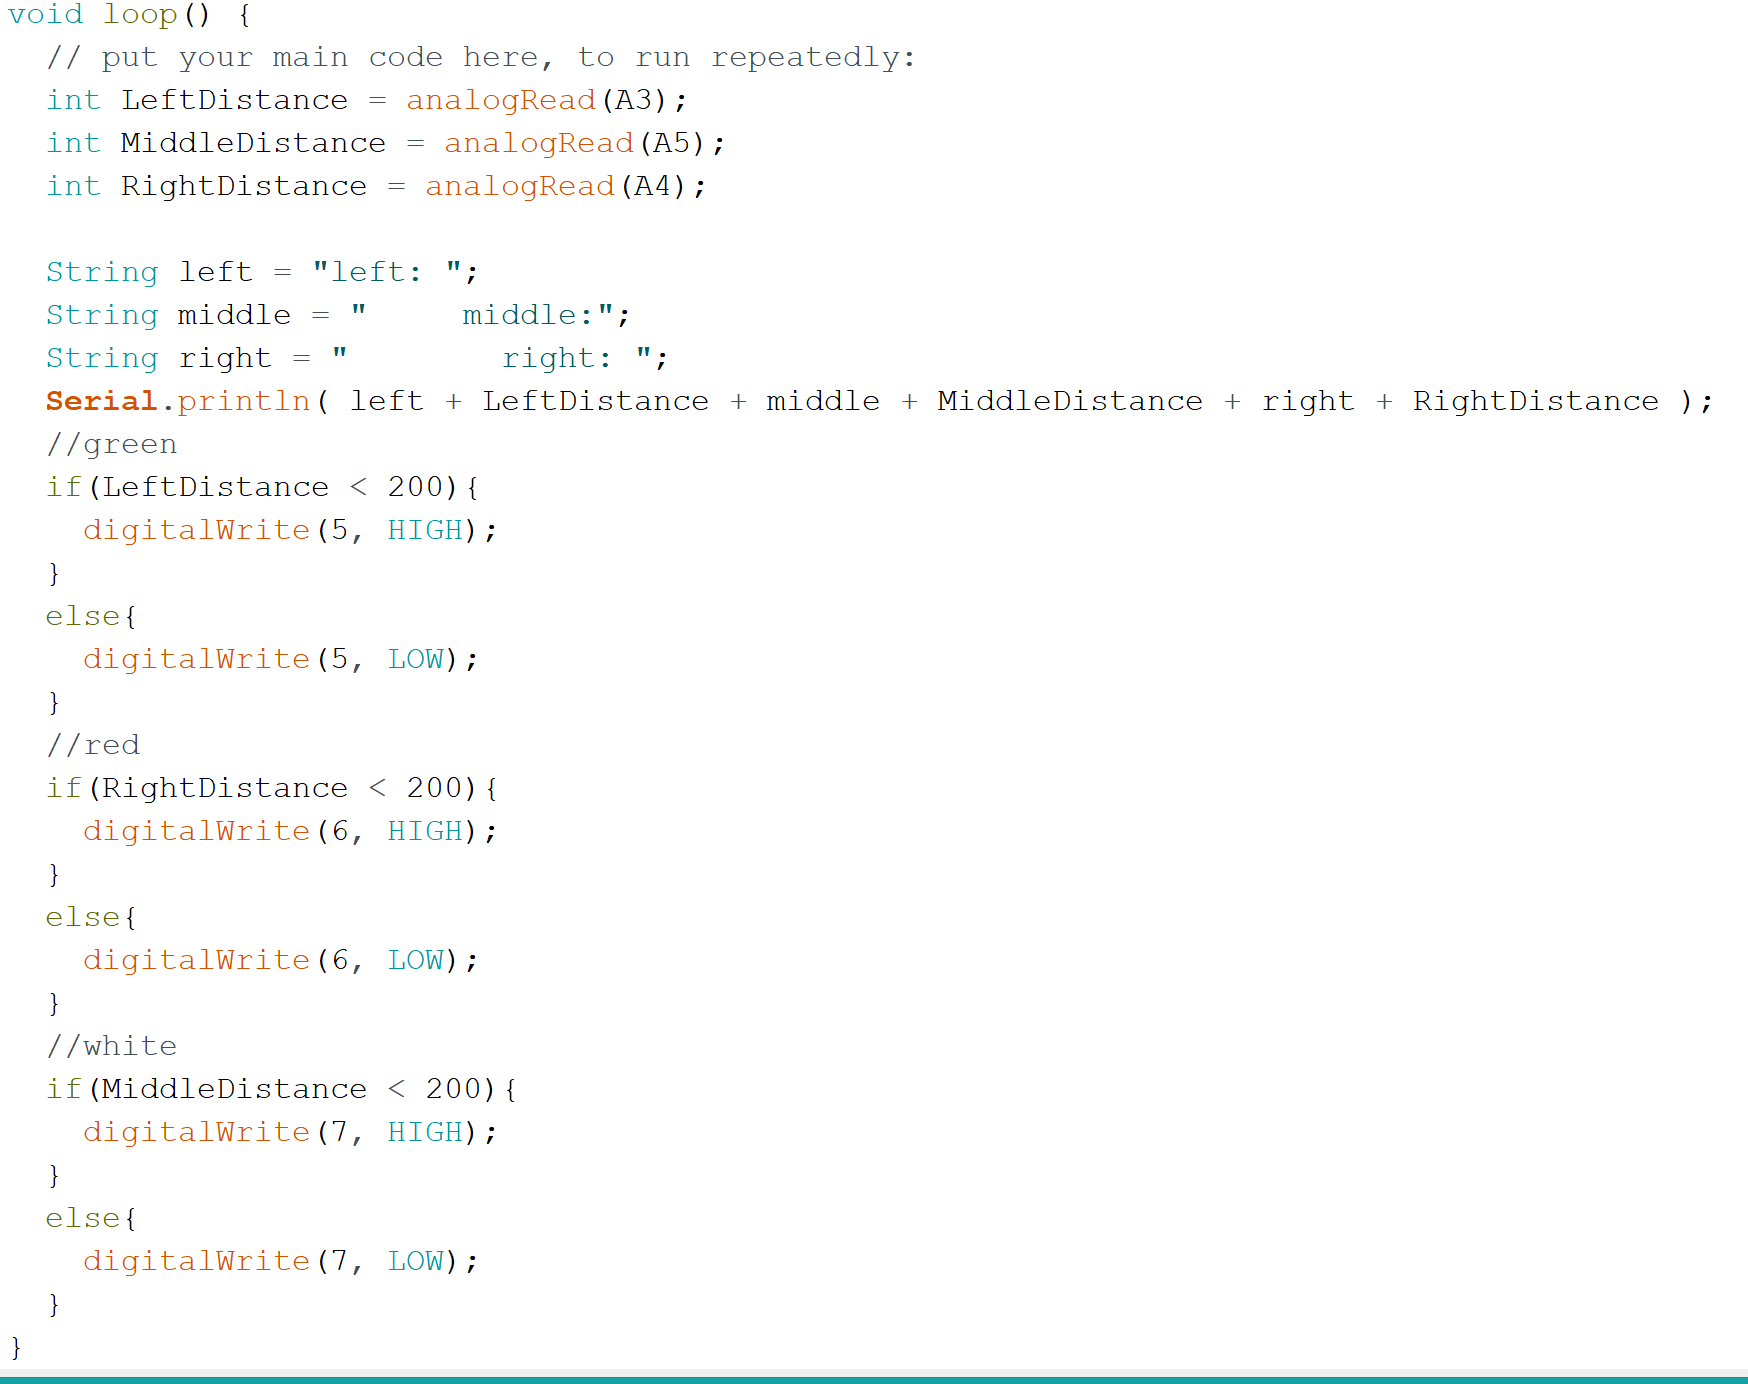 void loop() {
  // put your main code here, to run repeatedly:
  int LeftDistance = analogRead(A3);
  int MiddleDistance = analogRead(A5);
  int RightDistance = analogRead(A4);

  String left = "left: ";
  String middle = "     middle:";
  String right = "        right: ";
  Serial.println( left + LeftDistance + middle + MiddleDistance + right + RightDistance );
  //green
  if(LeftDistance < 200){
    digitalWrite(5, HIGH);
  }
  else{
    digitalWrite(5, LOW);
  }
  //red
  if(RightDistance < 200){
    digitalWrite(6, HIGH);
  }
  else{
    digitalWrite(6, LOW);
  }
  //white
  if(MiddleDistance < 200){
    digitalWrite(7, HIGH);
  }
  else{
    digitalWrite(7, LOW);
  }
}